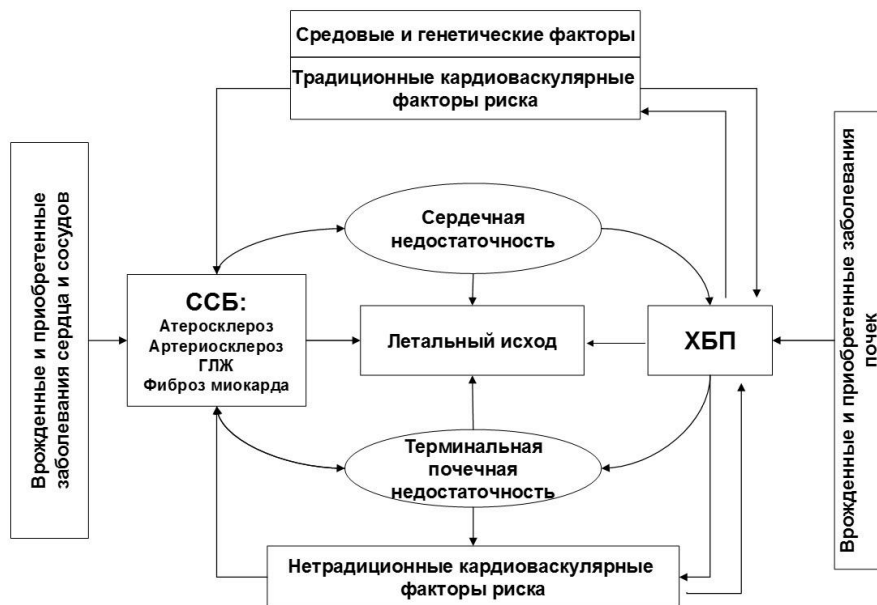 Средовые и генетические факторы
Традиционные кардиоваскулярные
факторы риска
Врожденные и приобретенные
заболевания сердца и сосудов
Сердечная
недостаточность
ССБ:
Атеросклероз
Артериосклероз
ГЛЖ
Фиброз миокарда
Летальный исход
ХБП
Врожденные и приобретенные заболевания
почек
Терминальная
почечная
недостаточность
Нетрадиционные кардиоваскулярные
факторы риска